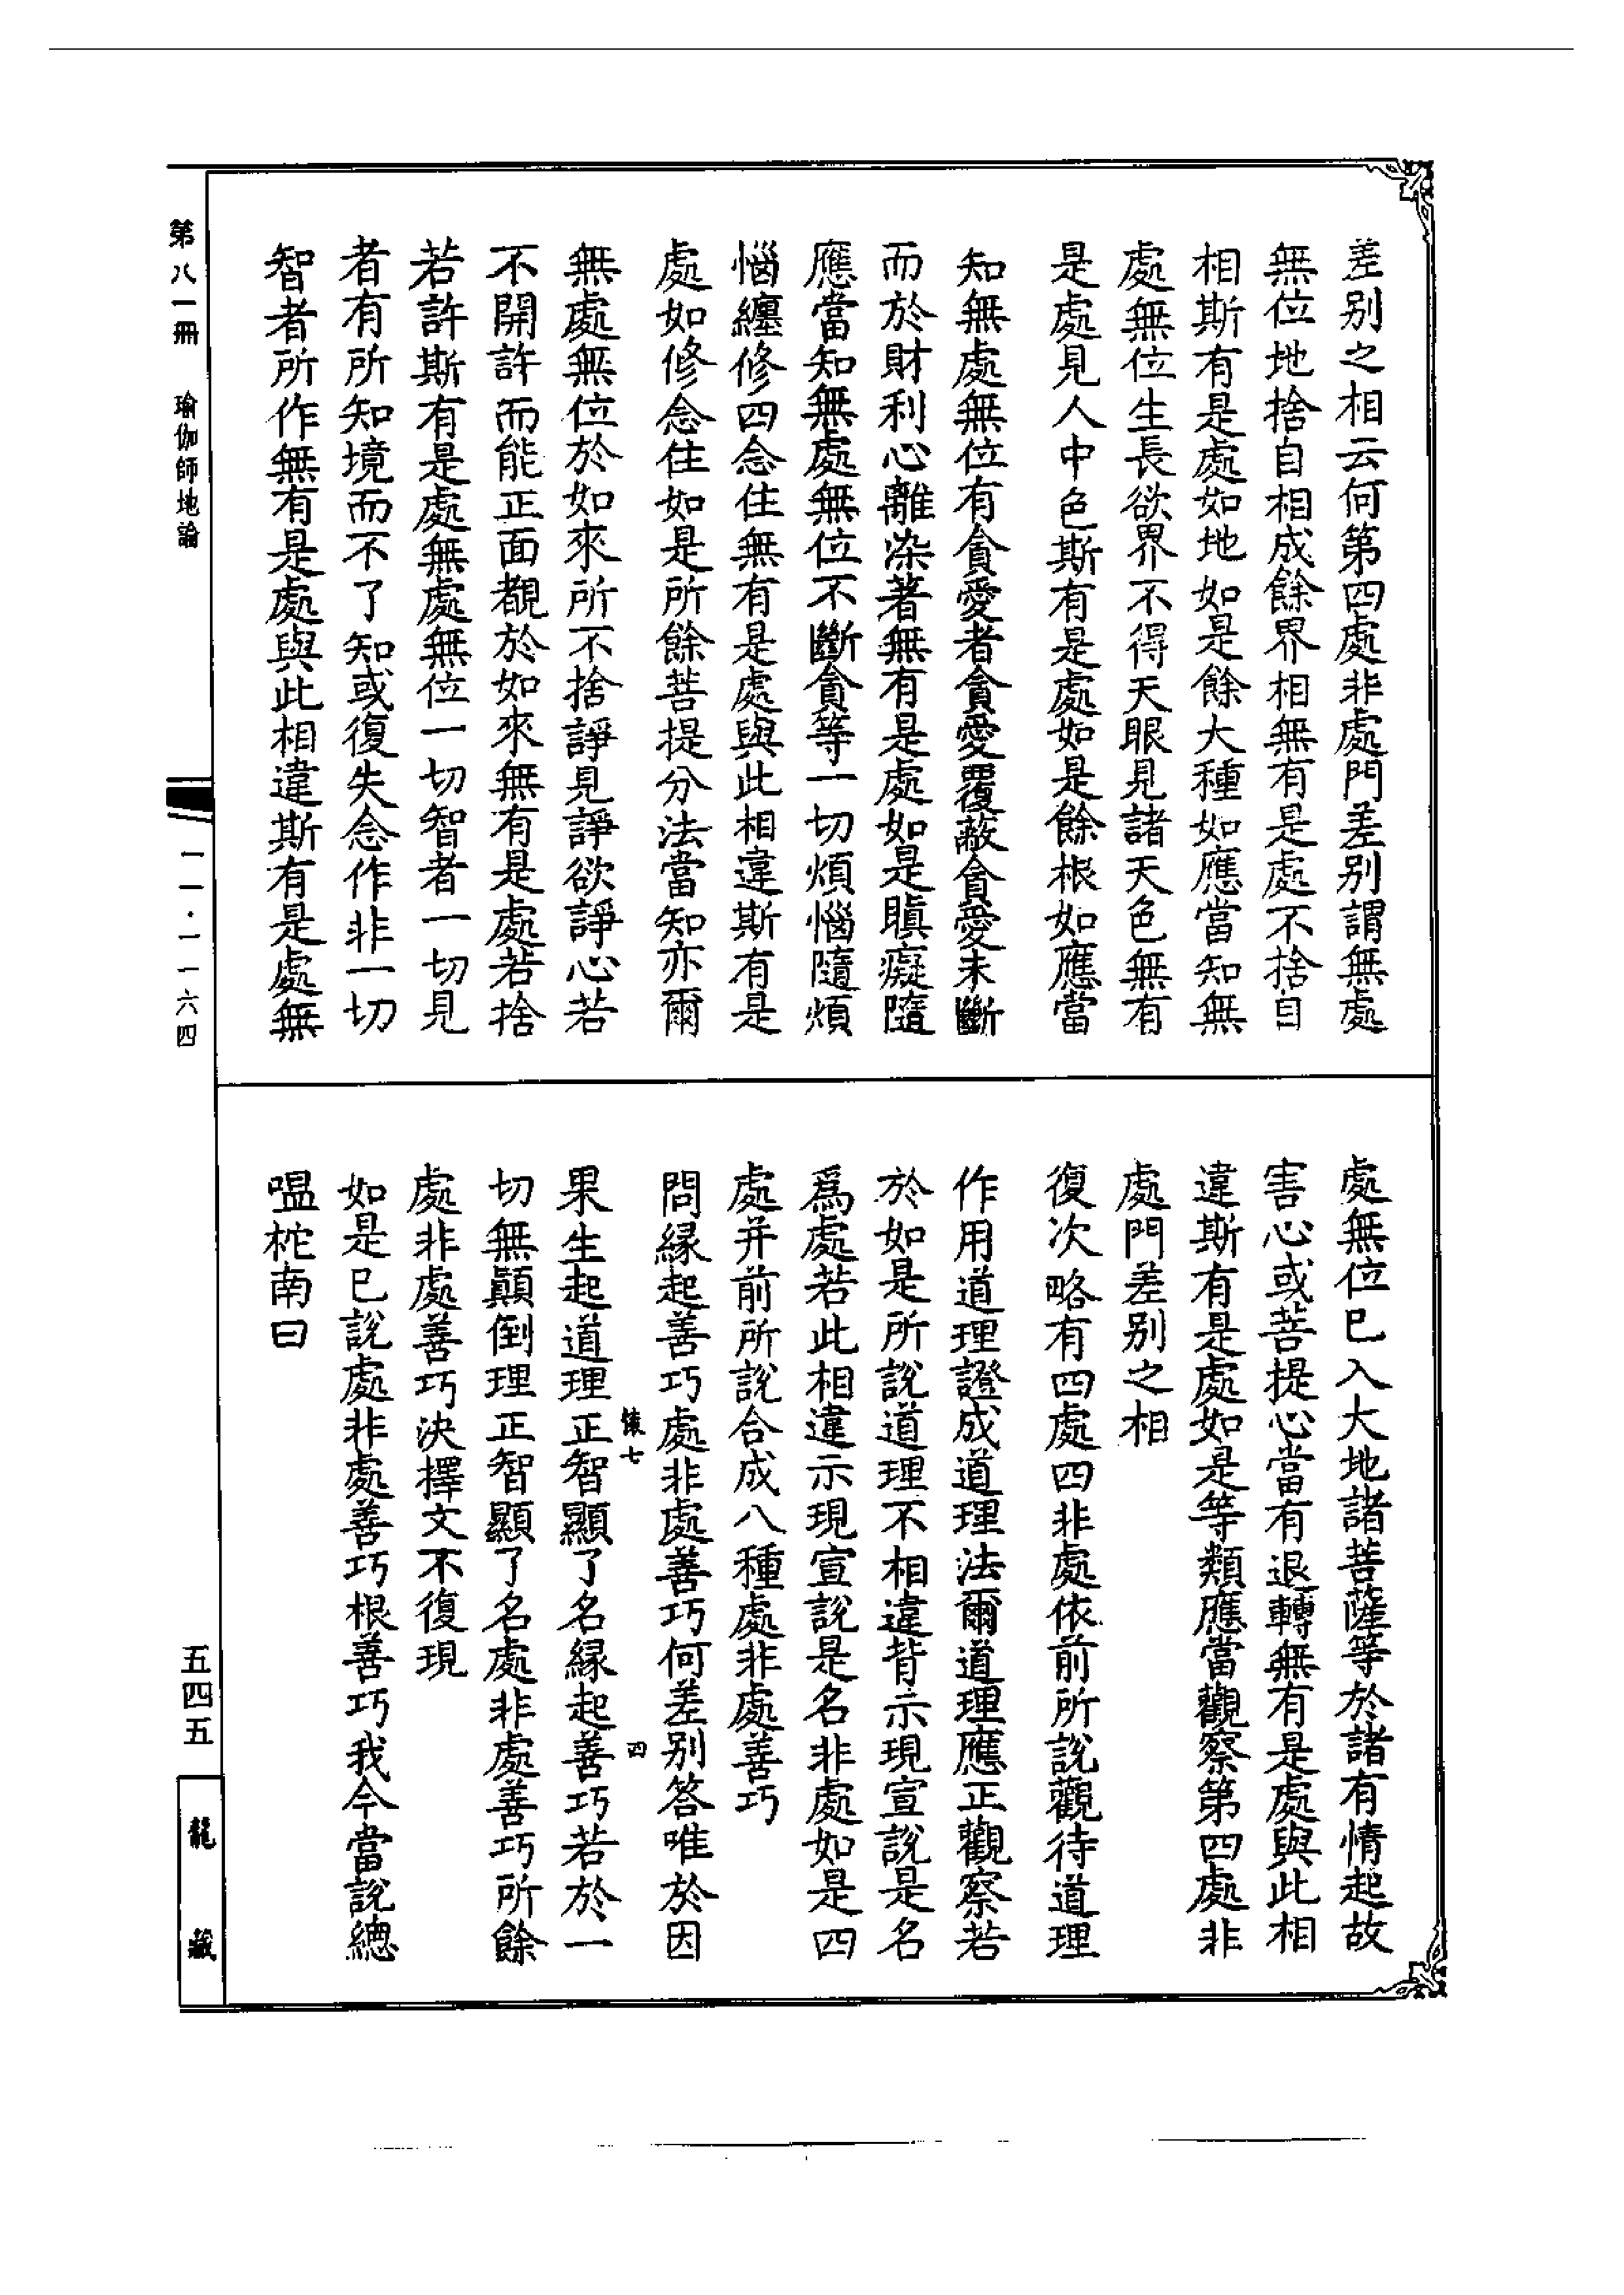 差別之相云何第四處非處門差別謂無處
無位地捨自相成餘界相無有是處不捨自
相斯有是處如地如是餘大種如應當知無
處無位生長欲界不得天眼見諸天色無有
是處見人中色斯有是處如是餘根如應當
知無處無位有貪愛者貪愛覆蔽貪愛未斷
而於財利心離染著無有是處如是瞋癡隨
應當知無處無位不斷貪等一切煩惱隨煩
惱纏修四念住無有是處與此相違斯有是
處如修念住如是所餘菩提分法當知亦爾
無處無位於如來所不捨諍見諍欲諍心若
不開許而能正面覩於如來無有是處若捨
若許斯有是處無處無位一切智者一切見
者有所知境而不了知或復失念作非一切
智者所作無有是處與此相違斯有是處無
處無位已入大地諸菩薩等於諸有情起故
害心或菩提心當有退轉無有是處與此相
違斯有是處如是等類應當觀察第四處非
處門差別之相
復次略有四處四非處依前所說觀待道理
作用道理證成道理法爾道理應正觀察若
於如是所說道理不相違背示現宣說是名
爲處若此相違示現宣說是名非處如是四
處并前所說合成八種處非處善巧
問緣起善巧處非處善巧何差別答唯於因
果生起道理正智顯了名緣起善巧若於一
切無顛倒理正智顯了名處非處善巧所餘
處非處善巧決擇文不復現
如是已說處非處善巧根善巧我今當說總
嗢柁南曰
懐七 四
第八一冊 瑜伽師地論 一一·一一六四 五四五
龍藏